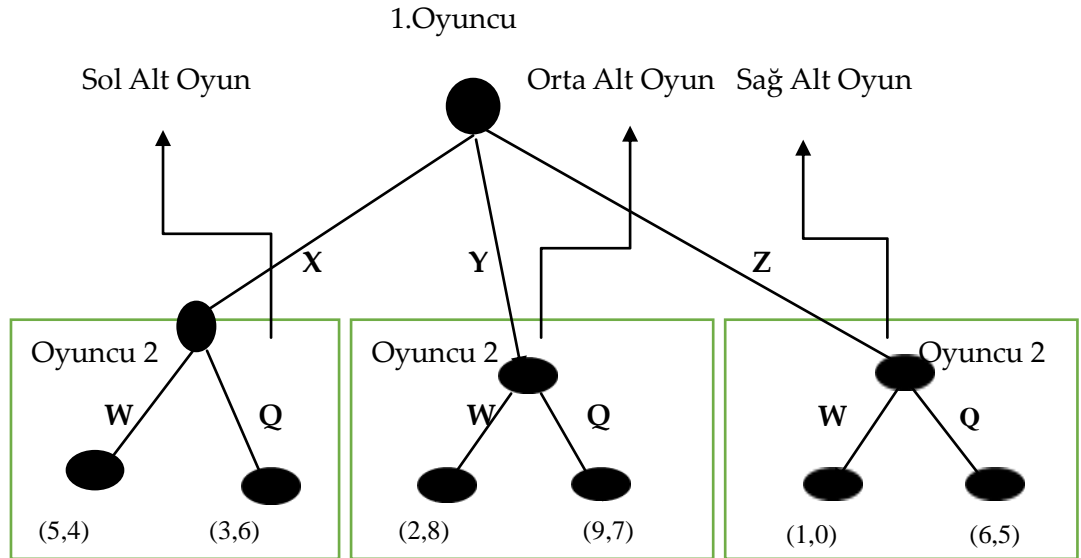 1.Oyuncu
Sol Alt Oyun Orta Alt Oyun Sağ Alt Oyun
X Y Z
Oyuncu 2 Oyuncu 2 Oyuncu 2
W Q W Q W Q
(5,4) (3,6) (2,8) (9,7) (1,0) (6,5)